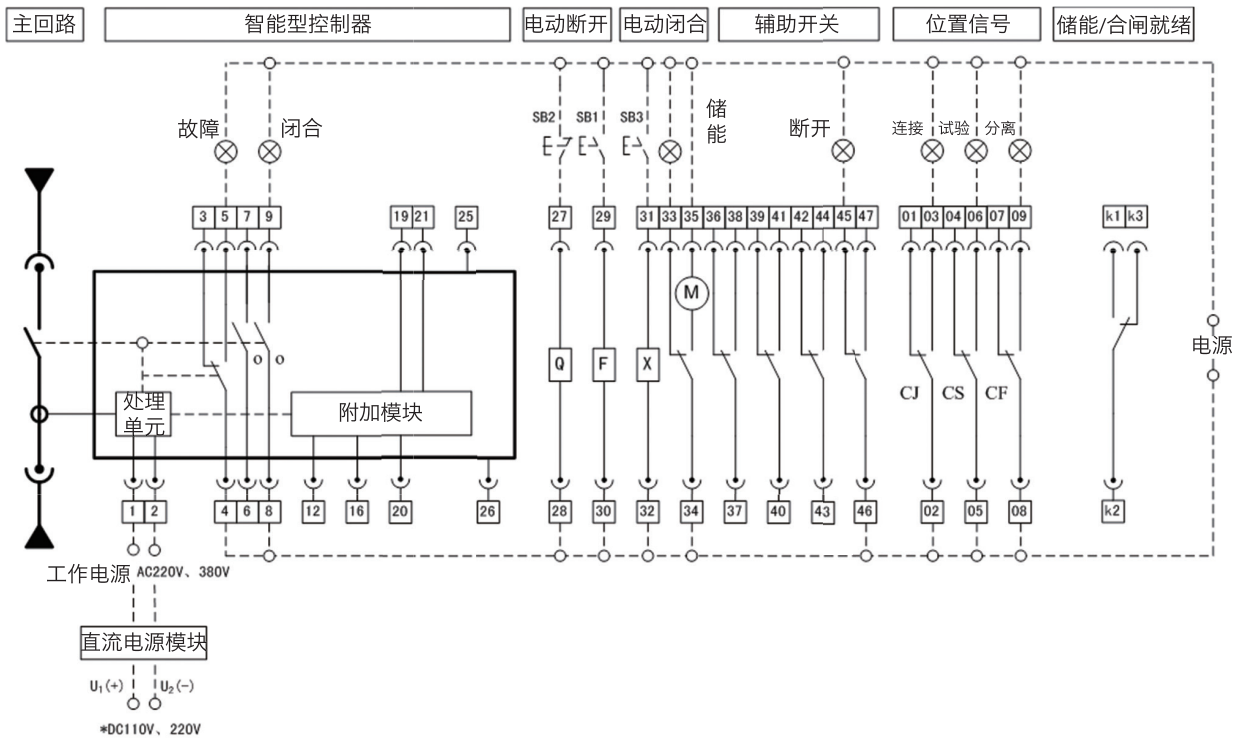 主回路 智能型控制器 电动断开 电动闭合 辅助开关 位置信号 储能/合闸就绪
故障 闭合 SB2 SB1 SB3 储能 断开 连接 试验 分离
3 5 7 9 19 21 25 27 29 31 33 35 36 38 39 41 42 44 45 47 01 03 04 06 07 09 k1 k3
M
电源
o o Q F X
CJ CS CF
处理
单元
附加模块
1 2 4 6 8 12 16 20 26 28 30 32 34 37 40 43 46 02 05 08 k2
工作电源 AC220V、380V
直流电源模块
U₁(+) U₂(-)
*DC110V、220V